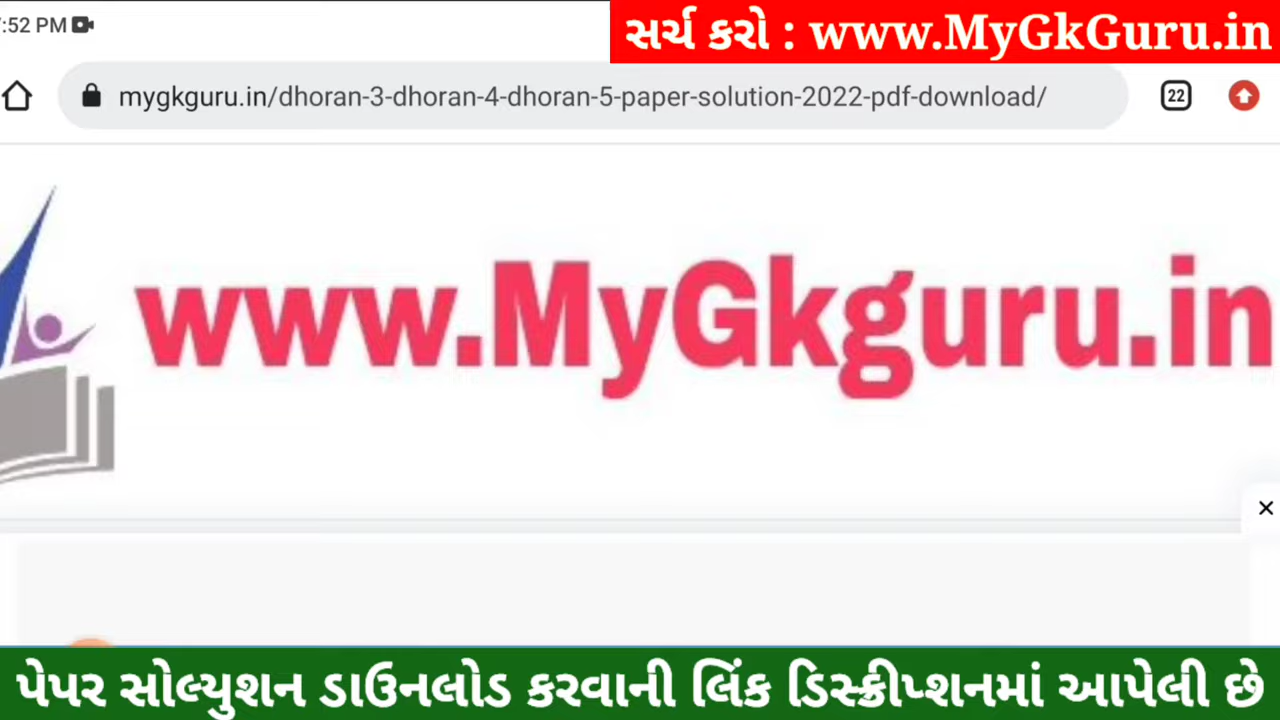 :52 PM
સર્ચ કરો : www.MyGkGuru.in
mygkguru.in/dhoran-3-dhoran-4-dhoran-5-paper-solution-2022-pdf-download/
22
www.MyGkguru.in
પેપર સોલ્યુશન ડાઉનલોડ કરવાની લિંક ડિસ્ક્રીપ્શનમાં આપેલી છે